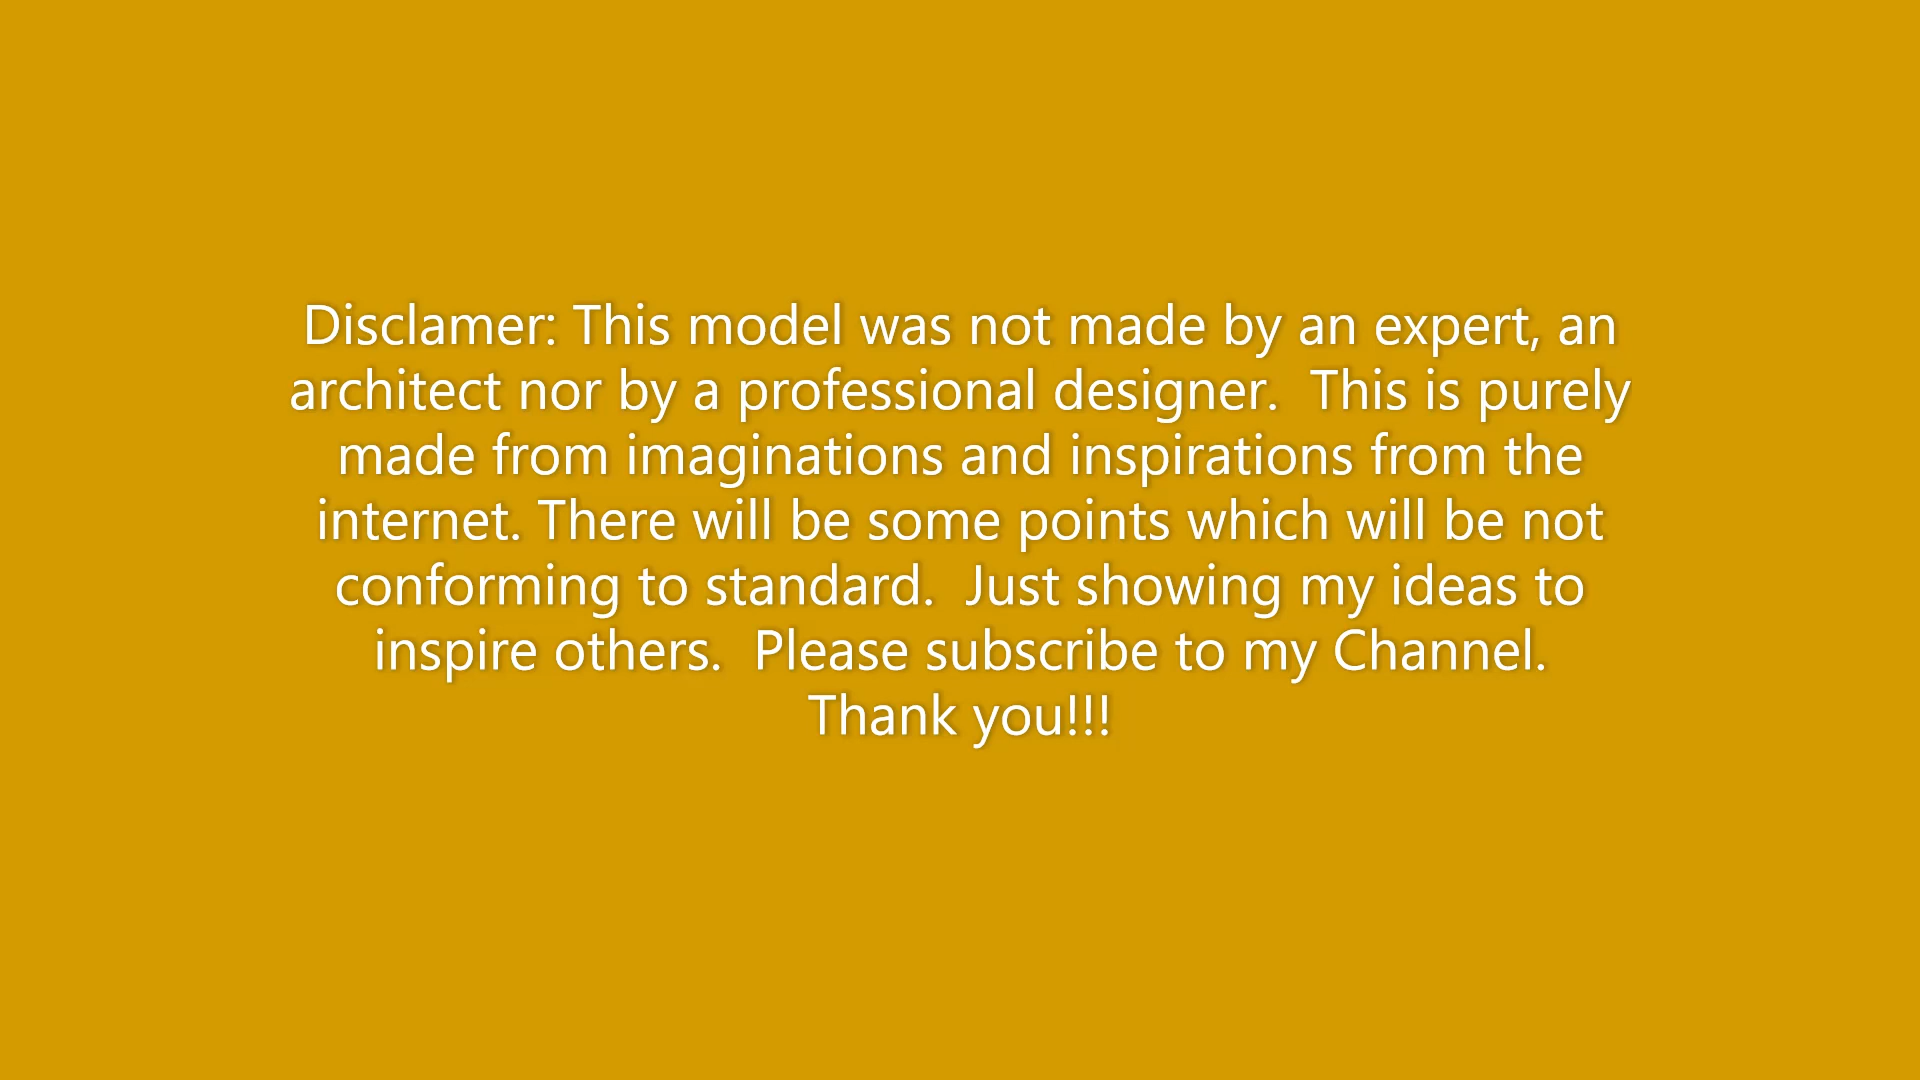 Disclamer: This model was not made by an expert, an
architect nor by a professional designer.  This is purely
made from imaginations and inspirations from the
internet. There will be some points which will be not
conforming to standard.  Just showing my ideas to
inspire others.  Please subscribe to my Channel.
Thank you!!!